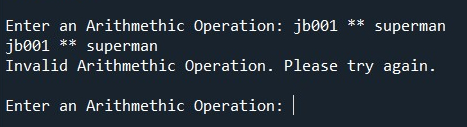 Enter an Arithmethic Operation: jb001 ** superman
jb001 ** superman
Invalid Arithmethic Operation. Please try again.
Enter an Arithmethic Operation: